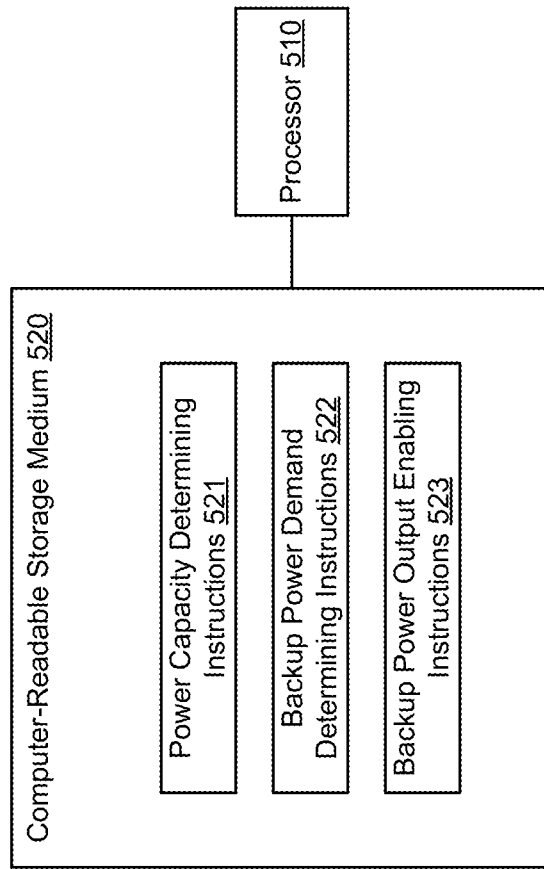 Computer-Readable Storage Medium 520
Power Capacity Determining
Instructions 521
Backup Power Demand
Determining Instructions 522
Backup Power Output Enabling
Instructions 523
Processor 510